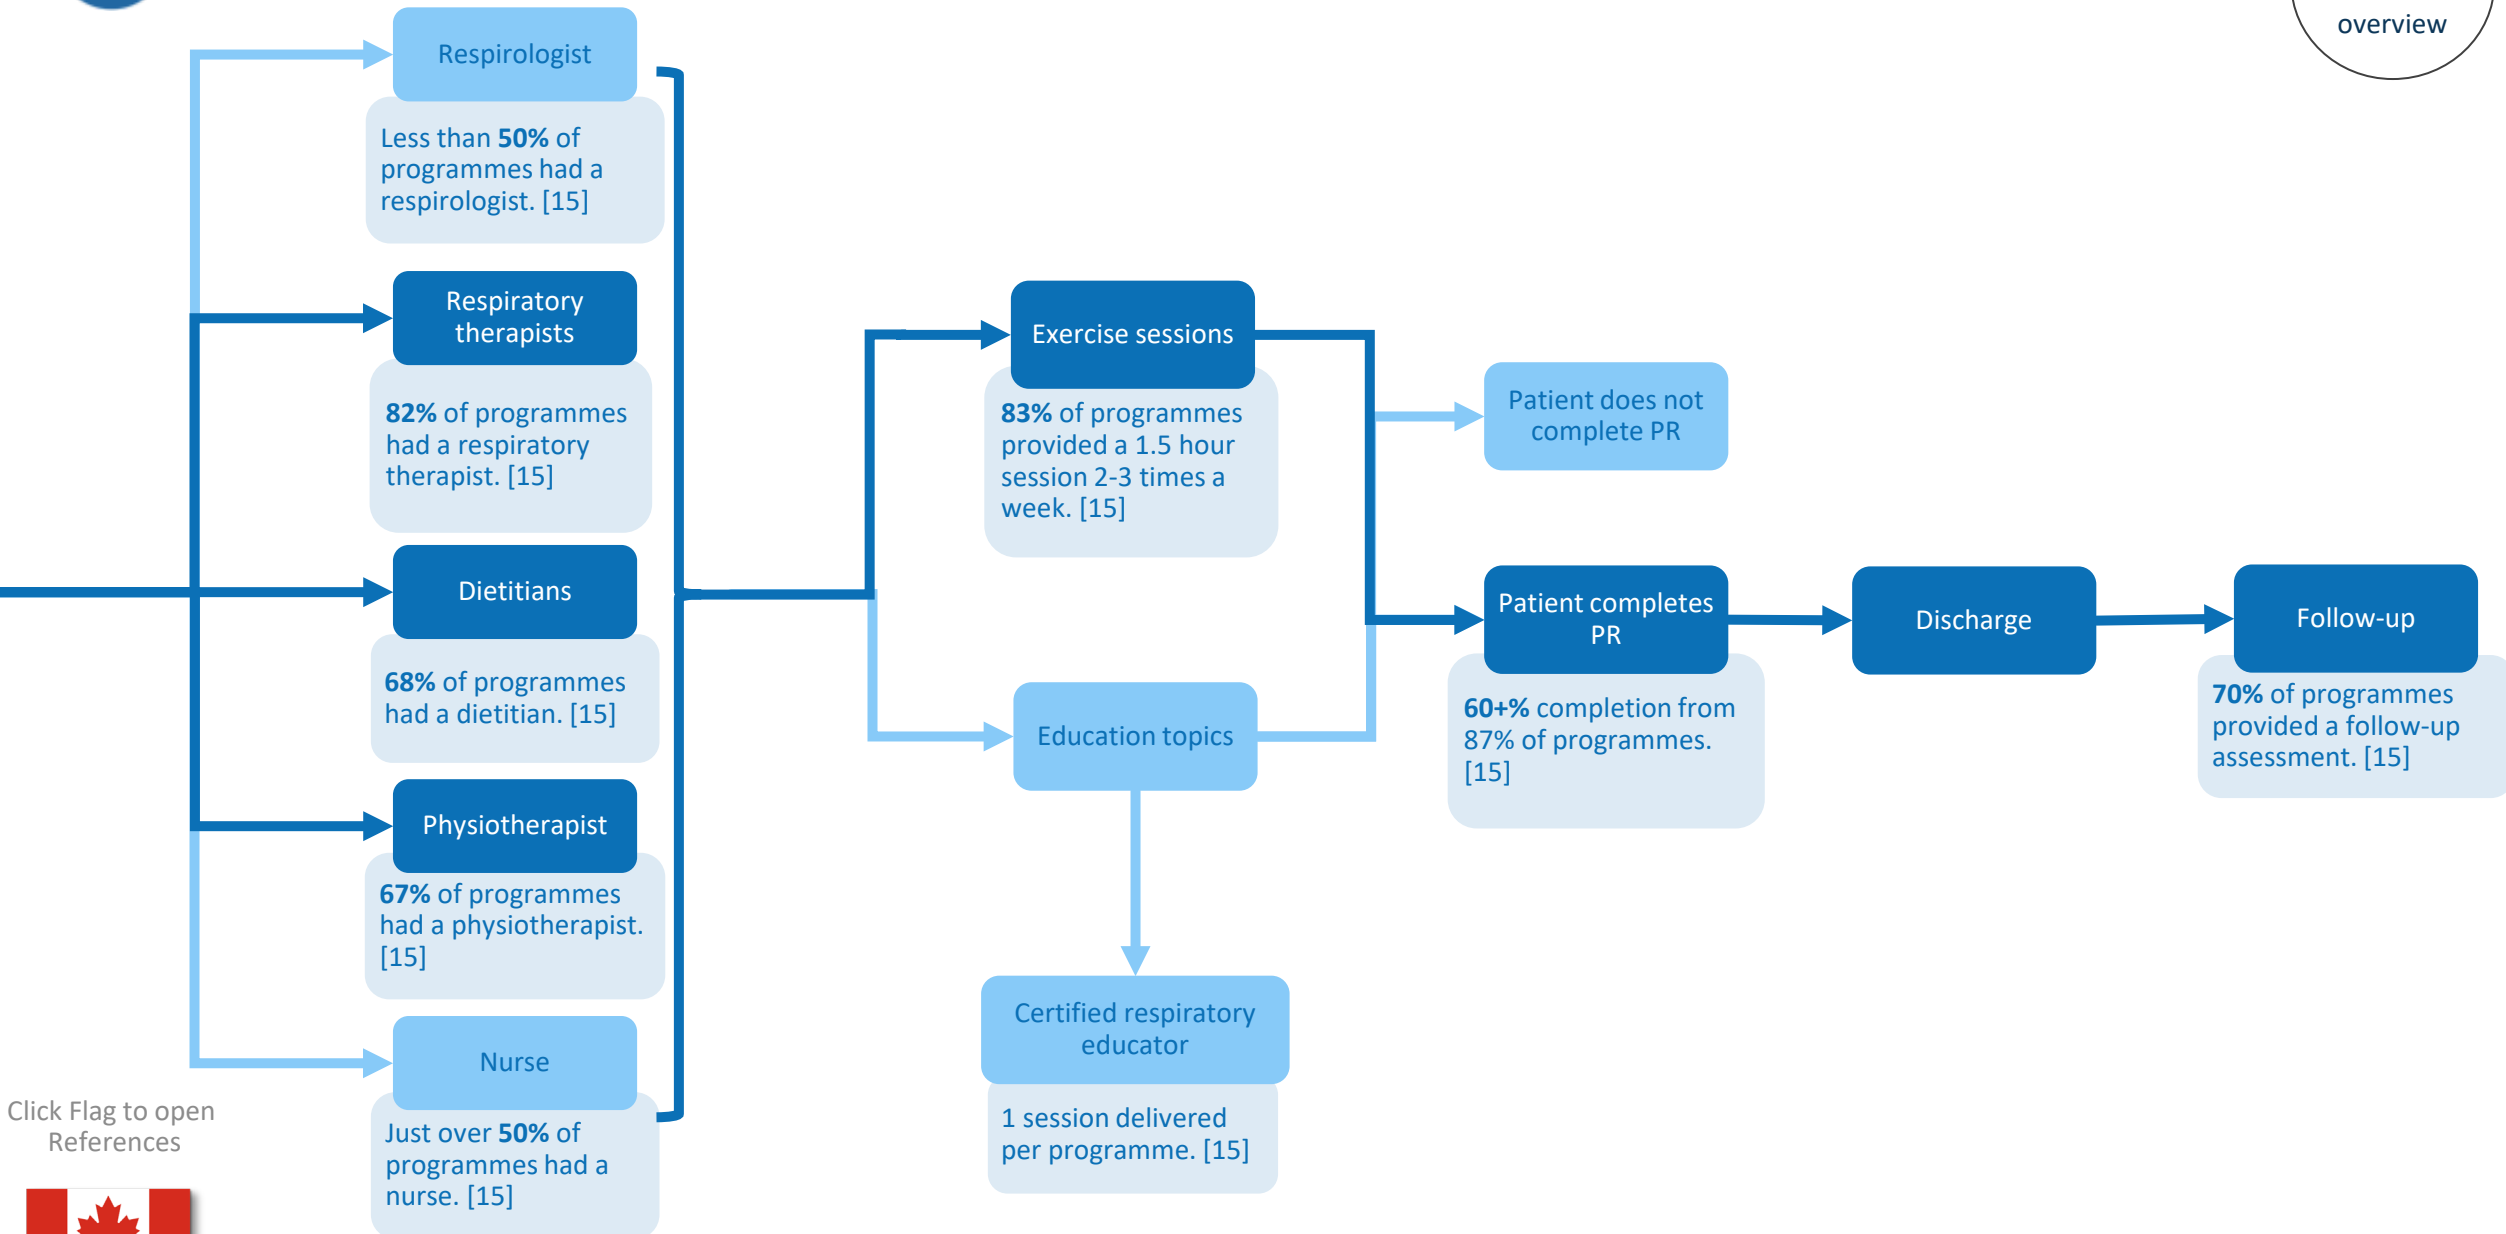 overview
Respirologist
Less than 50% of
programmes had a
respirologist. [15]
Respiratory
therapists
82% of programmes
had a respiratory
therapist. [15]
Dietitians
68% of programmes
had a dietitian. [15]
Physiotherapist
67% of programmes
had a physiotherapist.
[15]
Nurse
Just over 50% of
programmes had a
nurse. [15]
Exercise sessions
83% of programmes
provided a 1.5 hour
session 2-3 times a
week. [15]
Education topics
Certified respiratory
educator
1 session delivered
per programme. [15]
Patient does not
complete PR
Patient completes
PR
60+% completion from
87% of programmes.
[15]
Discharge
Follow-up
70% of programmes
provided a follow-up
assessment. [15]
Click Flag to open
References